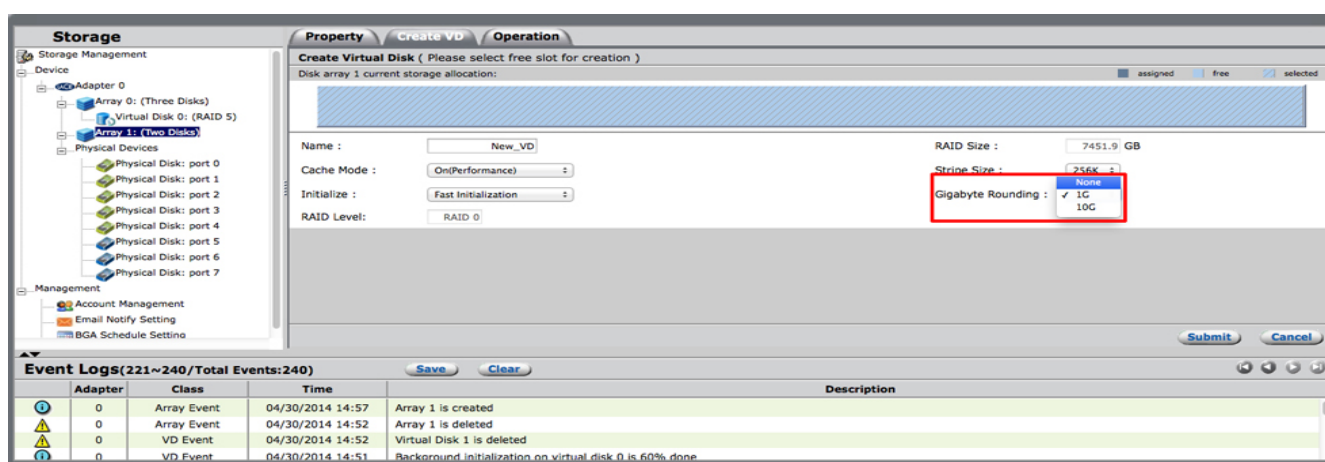 Storage
Storage Management
Device
Adapter 0
Array 0: (Three Disks)
Virtual Disk 0: (RAID 5)
Array 1: (Two Disks)
Physical Devices
Physical Disk: port 0
Physical Disk: port 1
Physical Disk: port 2
Physical Disk: port 3
Physical Disk: port 4
Physical Disk: port 5
Physical Disk: port 6
Physical Disk: port 7
Management
Account Management
Email Notify Setting
BGA Schedule Setting
Property Create VD Operation
Create Virtual Disk ( Please select free slot for creation )
Disk array 1 current storage allocation: assigned free selected
Name : New_VD RAID Size : 7451.9 GB
Cache Mode : On(Performance) Stripe Size : 256K
None
Initialize : Fast Initialization Gigabyte Rounding : ✓ 1G
10G
RAID Level: RAID 0
Submit Cancel
Event Logs(221~240/Total Events:240) Save Clear
Adapter Class Time Description
0 Array Event 04/30/2014 14:57 Array 1 is created
0 Array Event 04/30/2014 14:52 Array 1 is deleted
0 VD Event 04/30/2014 14:52 Virtual Disk 1 is deleted
0 VD Event 04/30/2014 14:51 Background initialization on virtual disk 0 is 60% done